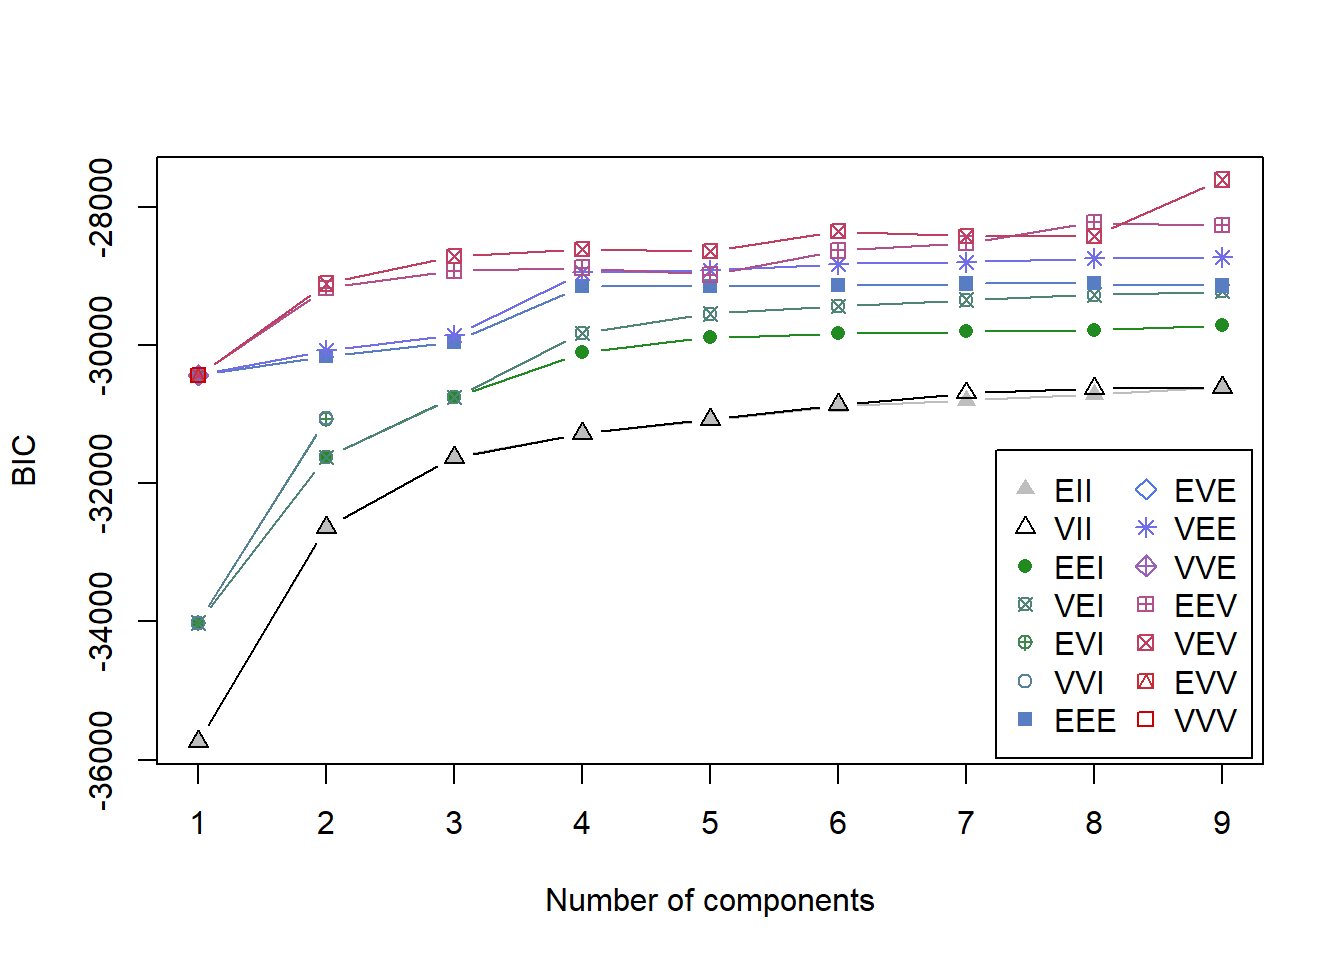 BIC
-28000
-30000
-32000
-34000
-36000
1 2 3 4 5 6 7 8 9
Number of components
EII EVE
VII VEE
EEI VVE
VEI EEV
EVI VEV
VVI EVV
EEE VVV